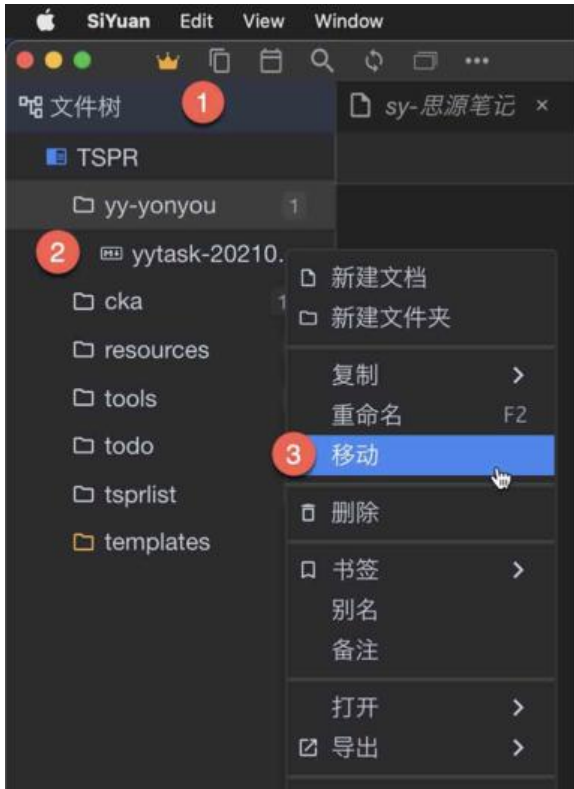 SiYuan Edit View Window
文件树 1 sy-思源笔记 ×
TSPR
yy-yonyou 1
2 yytask-20210.
cka 1
resources
tools
todo
tsprlist
templates
新建文档
新建文件夹
复制
重命名 F2
3 移动
删除
书签
别名
备注
打开
导出